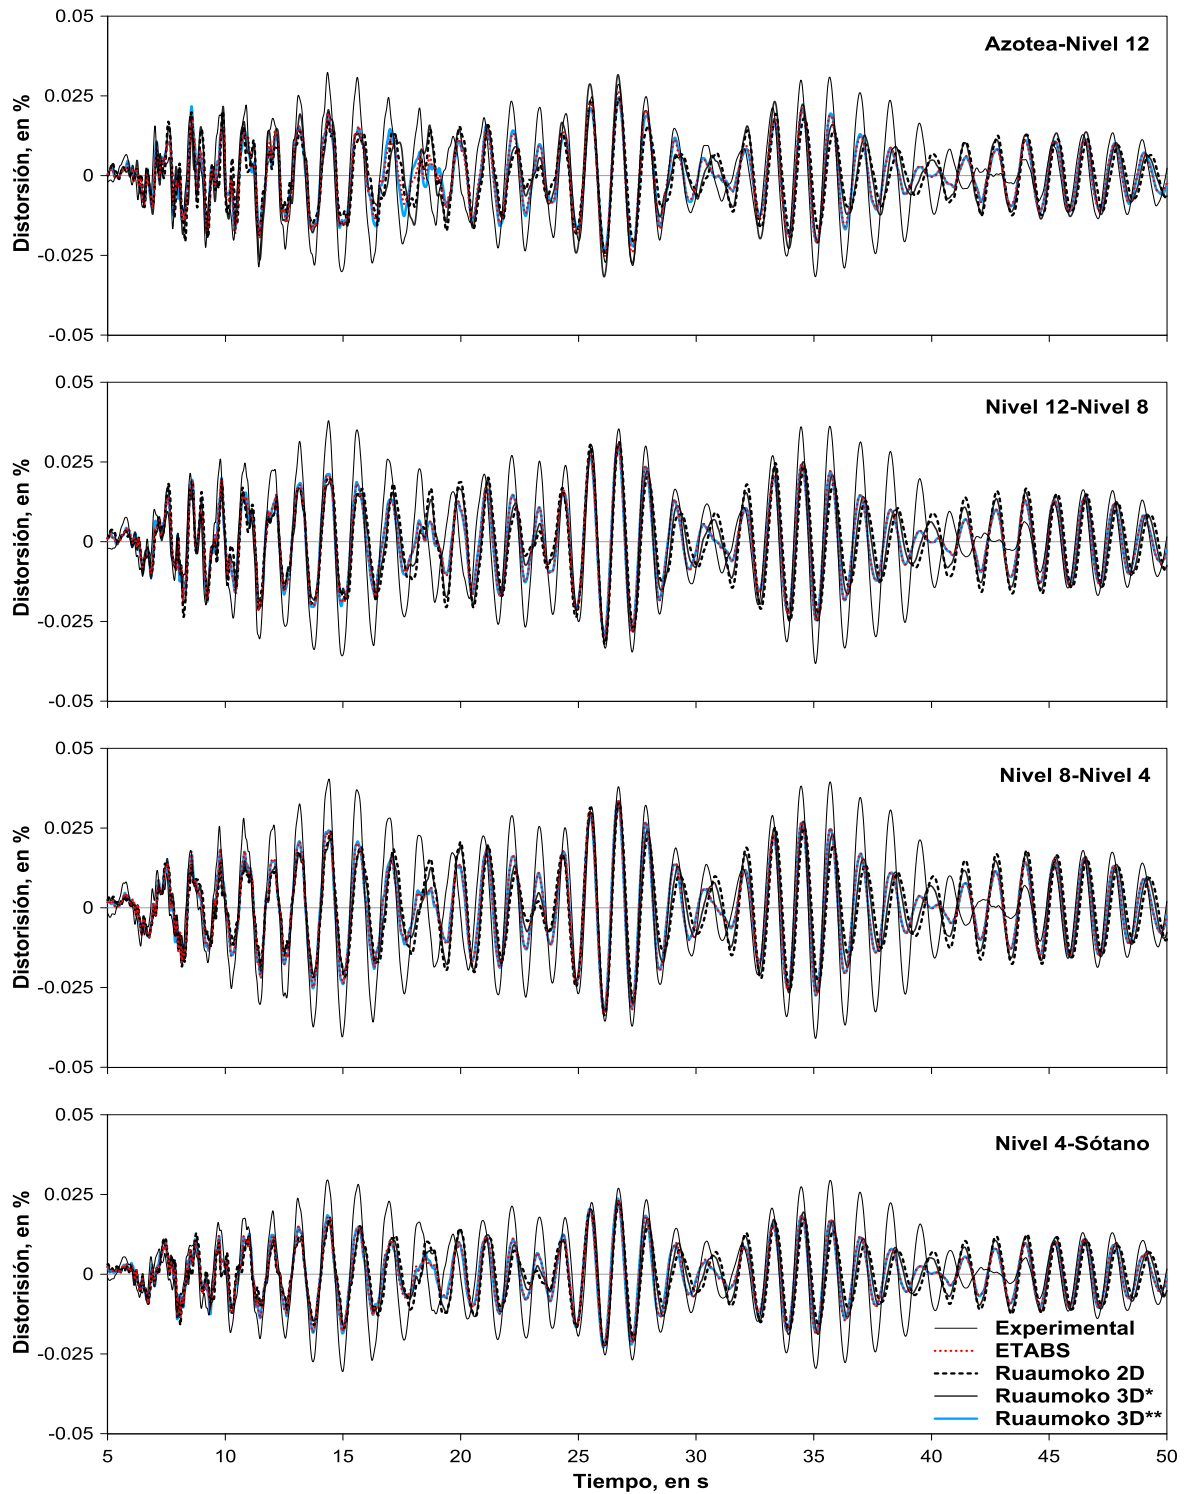 0.05
Azotea-Nivel 12
0.025
0
-0.025
-0.05
Distorsión, en %
0.05
Nivel 12-Nivel 8
0.025
0
-0.025
-0.05
Distorsión, en %
0.05
Nivel 8-Nivel 4
0.025
0
-0.025
-0.05
Distorisión, en %
0.05
Nivel 4-Sótano
0.025
0
-0.025
-0.05
Distorisión, en %
Experimental
ETABS
Ruaumoko 2D
Ruaumoko 3D*
Ruaumoko 3D**
5 10 15 20 25 30 35 40 45 50
Tiempo, en s